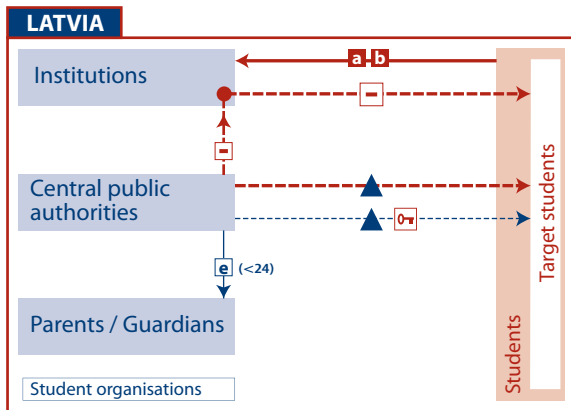 LATVIA
Institutions
a b
-
-
Central public
authorities
e (<24)
Parents / Guardians
Student organisations
Students
Target students